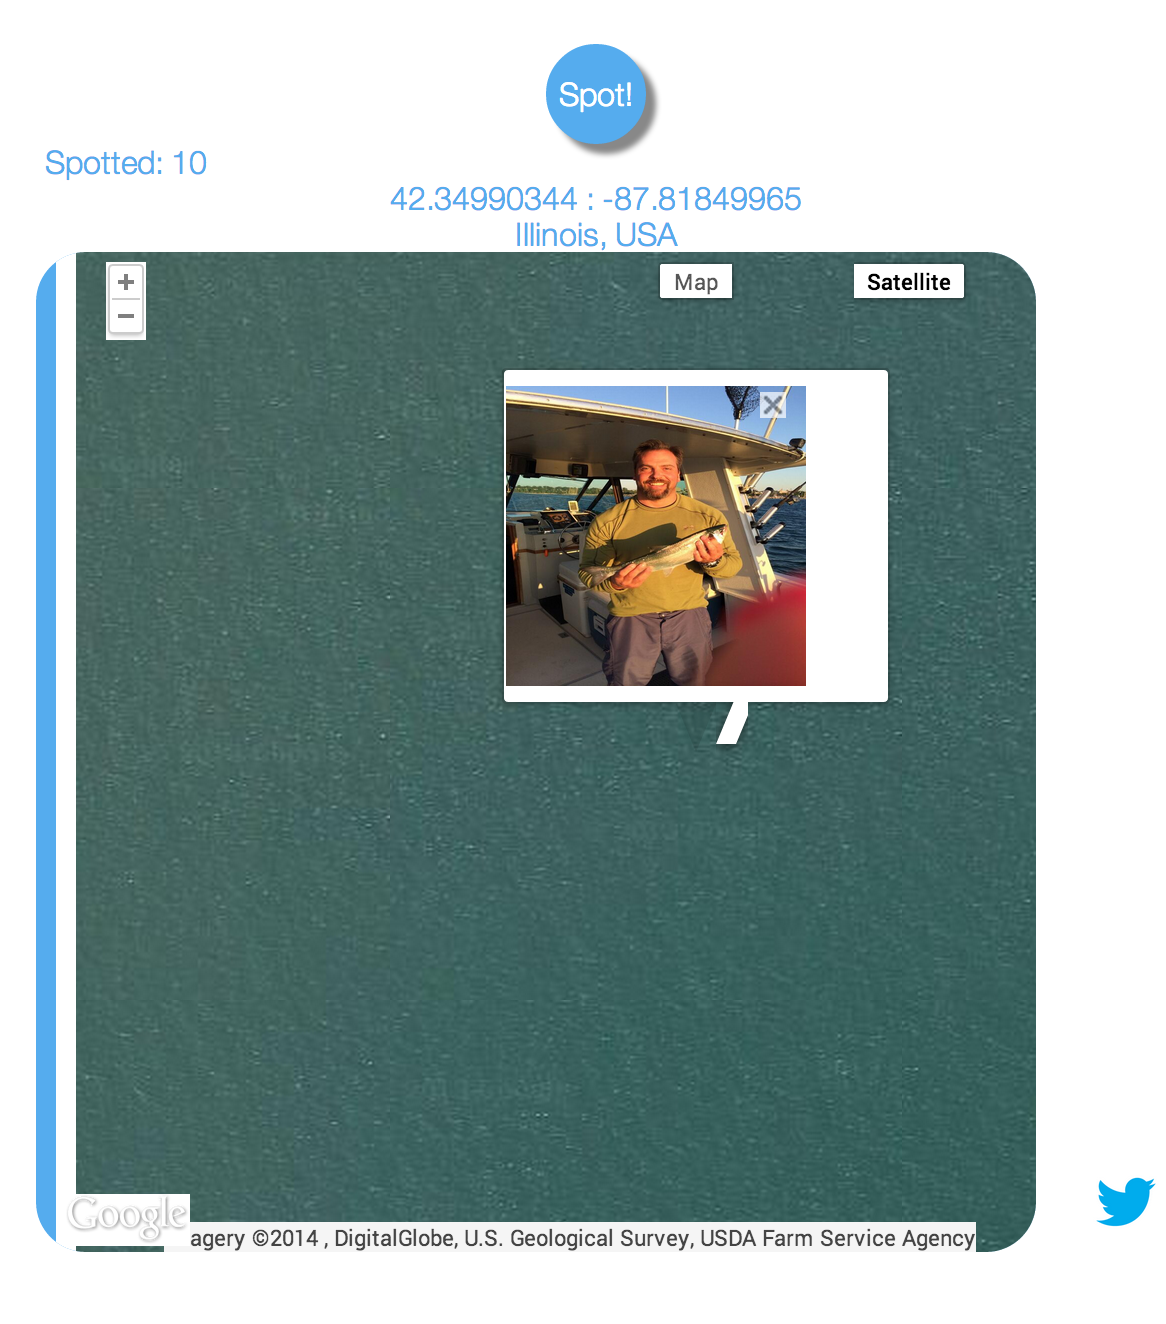 Spot!
Spotted: 10
42.34990344 : -87.81849965
Illinois, USA
+
Map
Satellite
−
Google
agery ©2014 , DigitalGlobe, U.S. Geological Survey, USDA Farm Service Agency